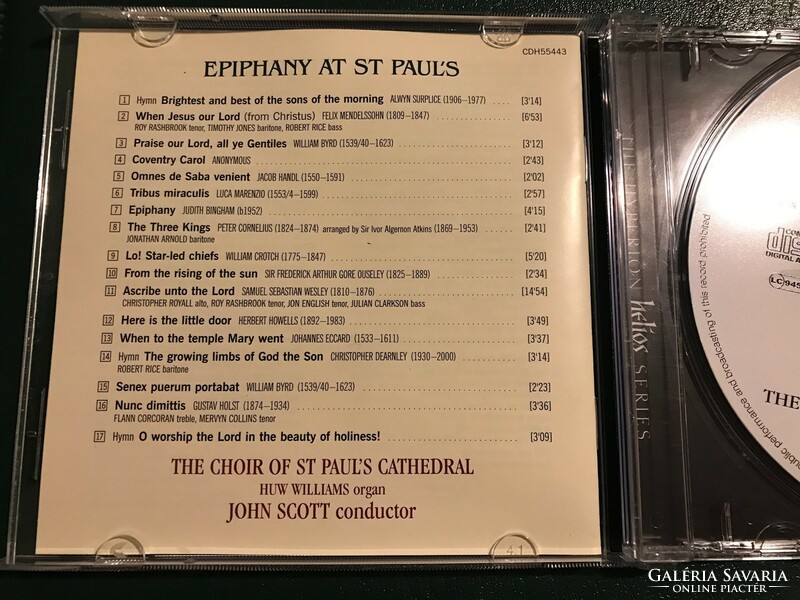 CDH55443
EPIPHANY AT ST PAUL'S
1 Hymn Brightest and best of the sons of the morning ALWYN SURPLICE (1906–1977) .... [3'14]
2 When Jesus our Lord (from Christus) FELIX MENDELSSOHN (1809–1847) .......... [6'53]
ROY RASHBROOK tenor, TIMOTHY JONES baritone, ROBERT RICE bass
3 Praise our Lord, all ye Gentiles WILLIAM BYRD (1539/40–1623) .......... [3'12]
4 Coventry Carol ANONYMOUS .......... [2'43]
5 Omnes de Saba venient JACOB HANDL (1550–1591) .......... [2'02]
6 Tribus miraculis LUCA MARENZIO (1553/4–1599) .......... [2'57]
7 Epiphany JUDITH BINGHAM (b1952) .......... [4'15]
8 The Three Kings PETER CORNELIUS (1824–1874) arranged by Sir Ivor Algernon Atkins (1869–1953) ..... [2'41]
JONATHAN ARNOLD baritone
9 Lo! Star-led chiefs WILLIAM CROTCH (1775–1847) .......... [5'20]
10 From the rising of the sun SIR FREDERICK ARTHUR GORE OUSELEY (1825–1889) .......... [2'34]
11 Ascribe unto the Lord SAMUEL SEBASTIAN WESLEY (1810–1876) .......... [14'54]
CHRISTOPHER ROYALL alto, ROY RASHBROOK tenor, JON ENGLISH tenor, JULIAN CLARKSON bass
12 Here is the little door HERBERT HOWELLS (1892–1983) .......... [3'49]
13 When to the temple Mary went JOHANNES ECCARD (1533–1611) .......... [3'37]
14 Hymn The growing limbs of God the Son CHRISTOPHER DEARNLEY (1930–2000) .......... [3'14]
ROBERT RICE baritone
15 Senex puerum portabat WILLIAM BYRD (1539/40–1623) .......... [2'23]
16 Nunc dimittis GUSTAV HOLST (1874–1934) .......... [3'36]
FLANN CORCORAN treble, MERVYN COLLINS tenor
17 Hymn O worship the Lord in the beauty of holiness! .......... [3'09]
THE CHOIR OF ST PAUL'S CATHEDRAL
HUW WILLIAMS organ
JOHN SCOTT conductor
THE HYPERION helios SERIES
DIGITAL
LC 945
THE
public performance and broadcasting of this record prohibited
GALÉRIA SAVARIA
ONLINE PIACTÉR